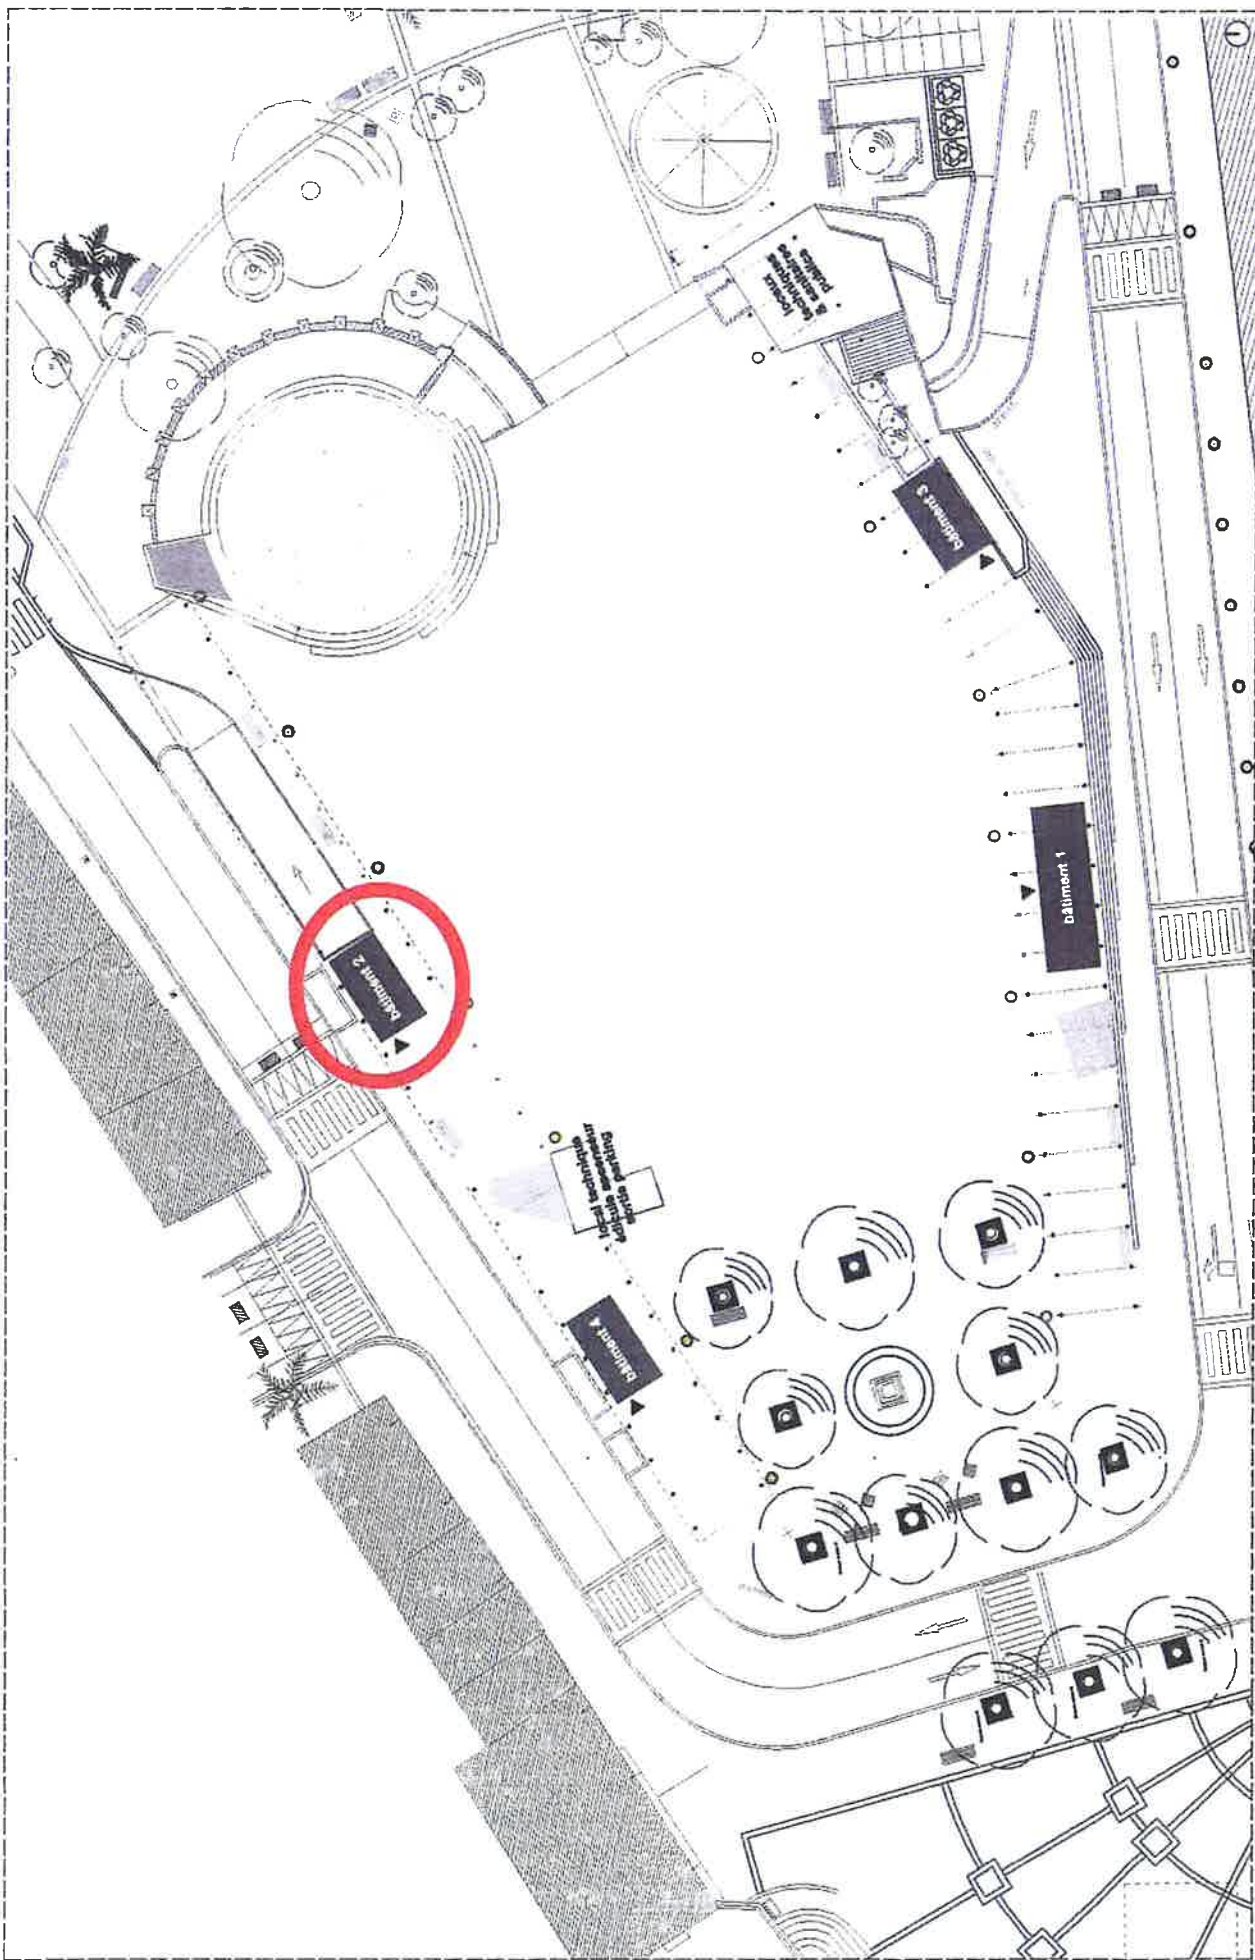 locaux
techniques
& sanitaires
publics
bâtiment 3
bâtiment 1
bâtiment 2
local technique
édicule ascenseur
sortie parking
bâtiment 4